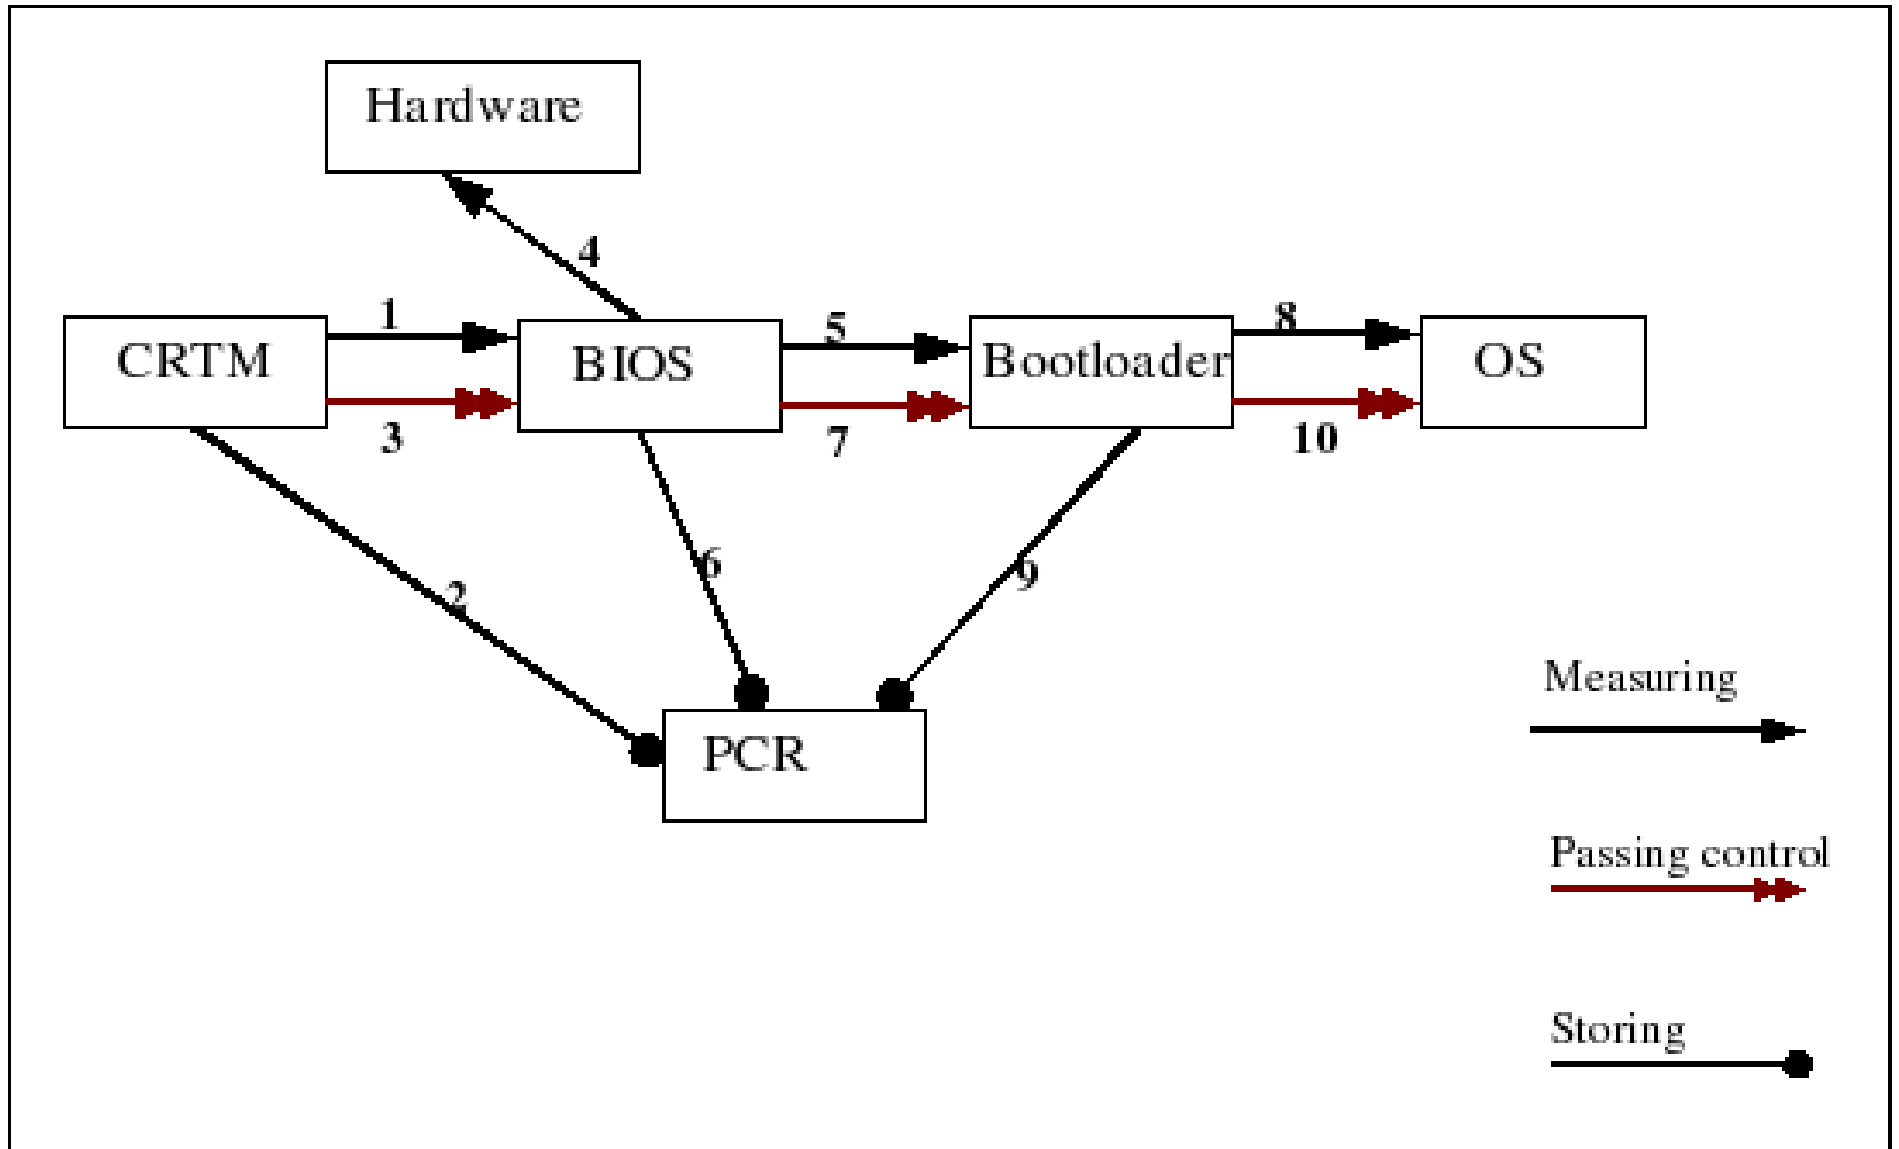 Hardware
4
1
5
8
CRTM
BIOS
Bootloader
OS
3
7
10
2
6
9
PCR
Measuring
Passing control
Storing